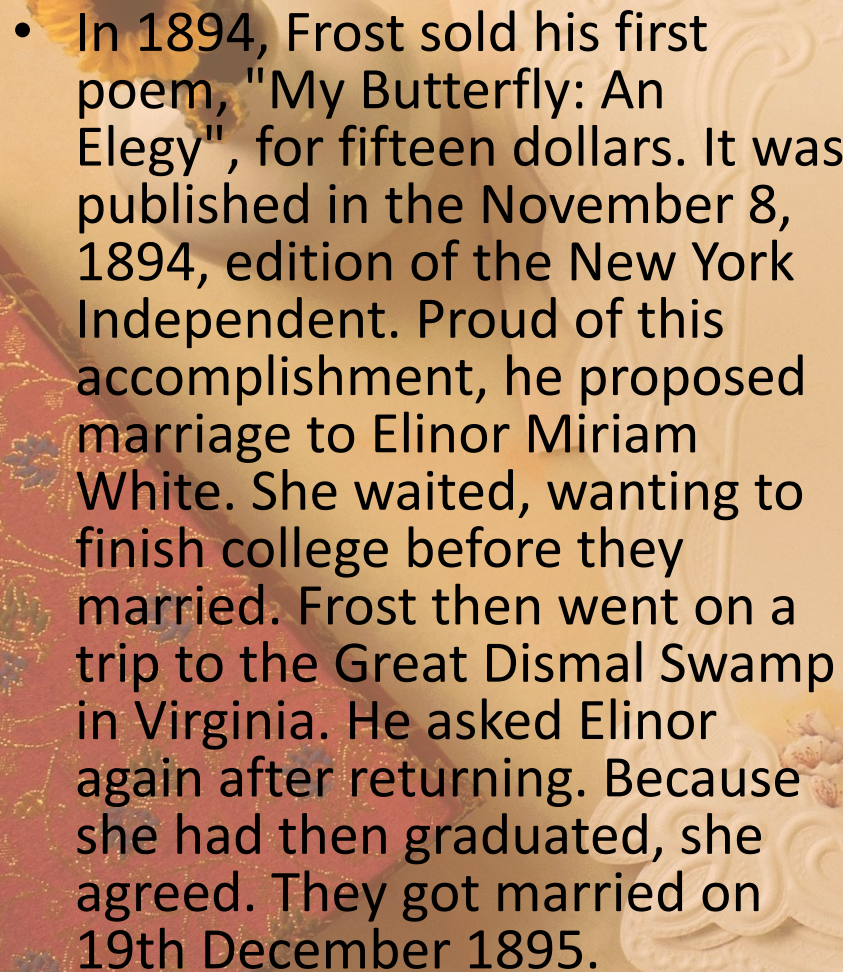 • In 1894, Frost sold his first
poem, "My Butterfly: An
Elegy", for fifteen dollars. It was
published in the November 8,
1894, edition of the New York
Independent. Proud of this
accomplishment, he proposed
marriage to Elinor Miriam
White. She waited, wanting to
finish college before they
married. Frost then went on a
trip to the Great Dismal Swamp
in Virginia. He asked Elinor
again after returning. Because
she had then graduated, she
agreed. They got married on
19th December 1895.